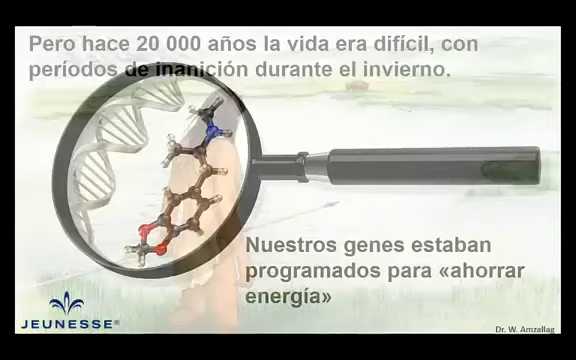 Pero hace 20 000 años la vida era difícil, con
períodos de inanición durante el invierno.
Nuestros genes estaban
programados para «ahorrar
energía»
JEUNESSE®
Dr. W. Amzallag